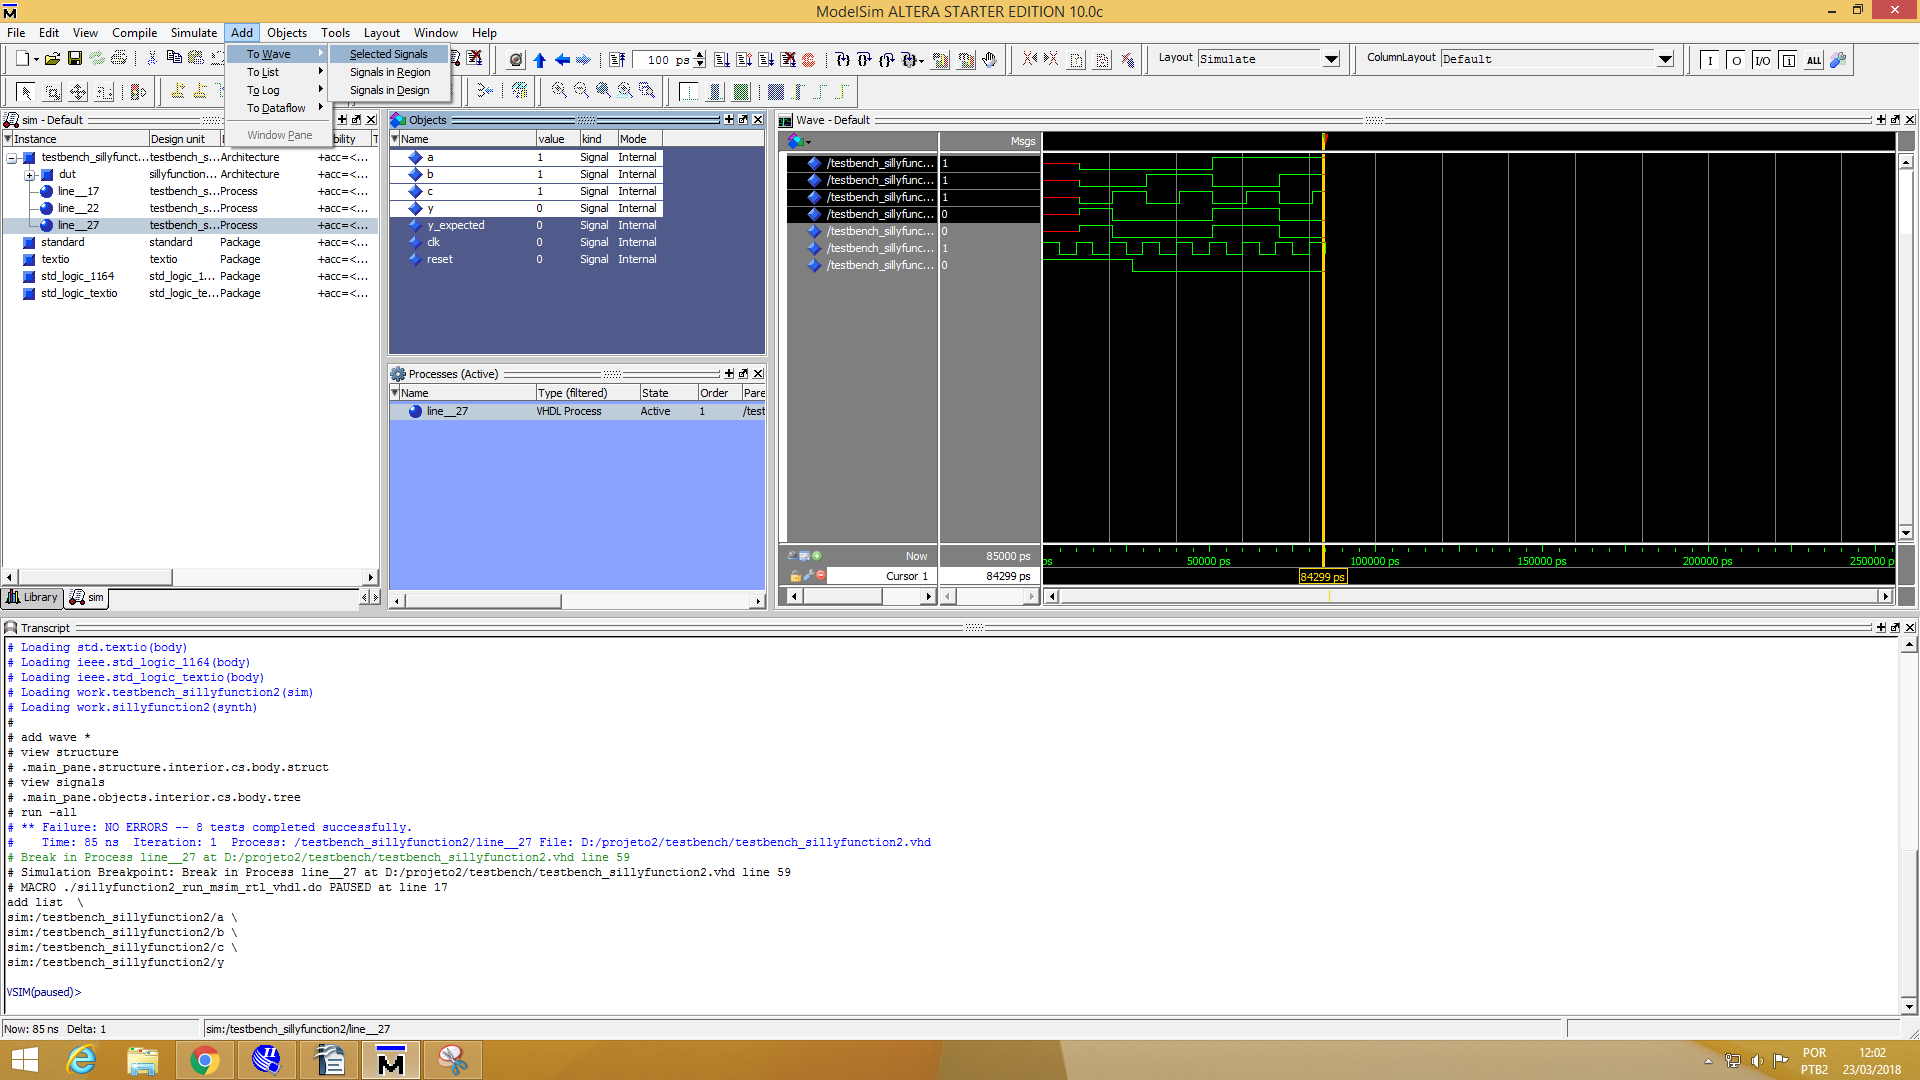 ModelSim ALTERA STARTER EDITION 10.0c
File Edit View Compile Simulate Add Objects Tools Layout Window Help
To Wave
To List
To Log
To Dataflow
Window Pane
Selected Signals
Signals in Region
Signals in Design
100 ps
Layout Simulate
ColumnLayout Default
I O I/O i ALL
sim - Default
Instance Design unit bility T
testbench_sillyfunct... testbench_s... Architecture +acc=<...
dut sillyfunction... Architecture +acc=<...
line__17 testbench_s... Process +acc=<...
line__22 testbench_s... Process +acc=<...
line__27 testbench_s... Process +acc=<...
standard standard Package +acc=<...
textio textio Package +acc=<...
std_logic_1164 std_logic_1... Package +acc=<...
std_logic_textio std_logic_te... Package +acc=<...
Library sim
Objects
Name value kind Mode
a 1 Signal Internal
b 1 Signal Internal
c 1 Signal Internal
y 0 Signal Internal
y_expected 0 Signal Internal
clk 0 Signal Internal
reset 0 Signal Internal
Processes (Active)
Name Type (filtered) State Order Pare
line__27 VHDL Process Active 1 /test
Wave - Default
Msgs
/testbench_sillyfunc... 1
/testbench_sillyfunc... 1
/testbench_sillyfunc... 1
/testbench_sillyfunc... 0
/testbench_sillyfunc... 0
/testbench_sillyfunc... 1
/testbench_sillyfunc... 0
Now 85000 ps
Cursor 1 84299 ps
ps 50000 ps 100000 ps 150000 ps 200000 ps 250000 p
84299 ps
Transcript
# Loading std.textio(body)
# Loading ieee.std_logic_1164(body)
# Loading ieee.std_logic_textio(body)
# Loading work.testbench_sillyfunction2(sim)
# Loading work.sillyfunction2(synth)
#
# add wave *
# view structure
# .main_pane.structure.interior.cs.body.struct
# view signals
# .main_pane.objects.interior.cs.body.tree
# run -all
# ** Failure: NO ERRORS -- 8 tests completed successfully.
#    Time: 85 ns  Iteration: 1  Process: /testbench_sillyfunction2/line__27 File: D:/projeto2/testbench/testbench_sillyfunction2.vhd
# Break in Process line__27 at D:/projeto2/testbench/testbench_sillyfunction2.vhd line 59
# Simulation Breakpoint: Break in Process line__27 at D:/projeto2/testbench/testbench_sillyfunction2.vhd line 59
# MACRO ./sillyfunction2_run_msim_rtl_vhdl.do PAUSED at line 17
add list  \
sim:/testbench_sillyfunction2/a \
sim:/testbench_sillyfunction2/b \
sim:/testbench_sillyfunction2/c \
sim:/testbench_sillyfunction2/y
VSIM(paused)>
Now: 85 ns  Delta: 1
sim:/testbench_sillyfunction2/line__27
POR
PTB2
12:02
23/03/2018